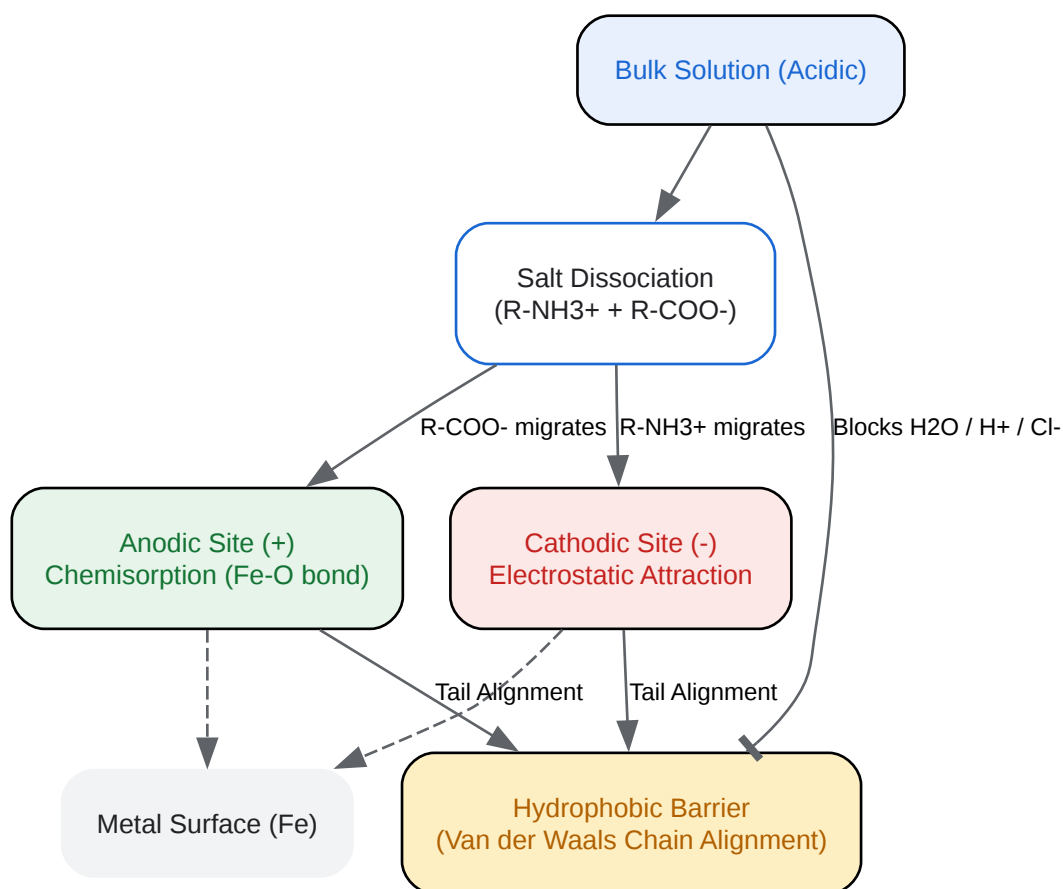 Bulk Solution (Acidic)
Salt Dissociation
(R-NH3+ + R-COO-)
R-COO- migrates
R-NH3+ migrates
Blocks H2O / H+ / Cl-
Anodic Site (+)
Chemisorption (Fe-O bond)
Cathodic Site (-)
Electrostatic Attraction
Tail Alignment
Tail Alignment
Metal Surface (Fe)
Hydrophobic Barrier
(Van der Waals Chain Alignment)